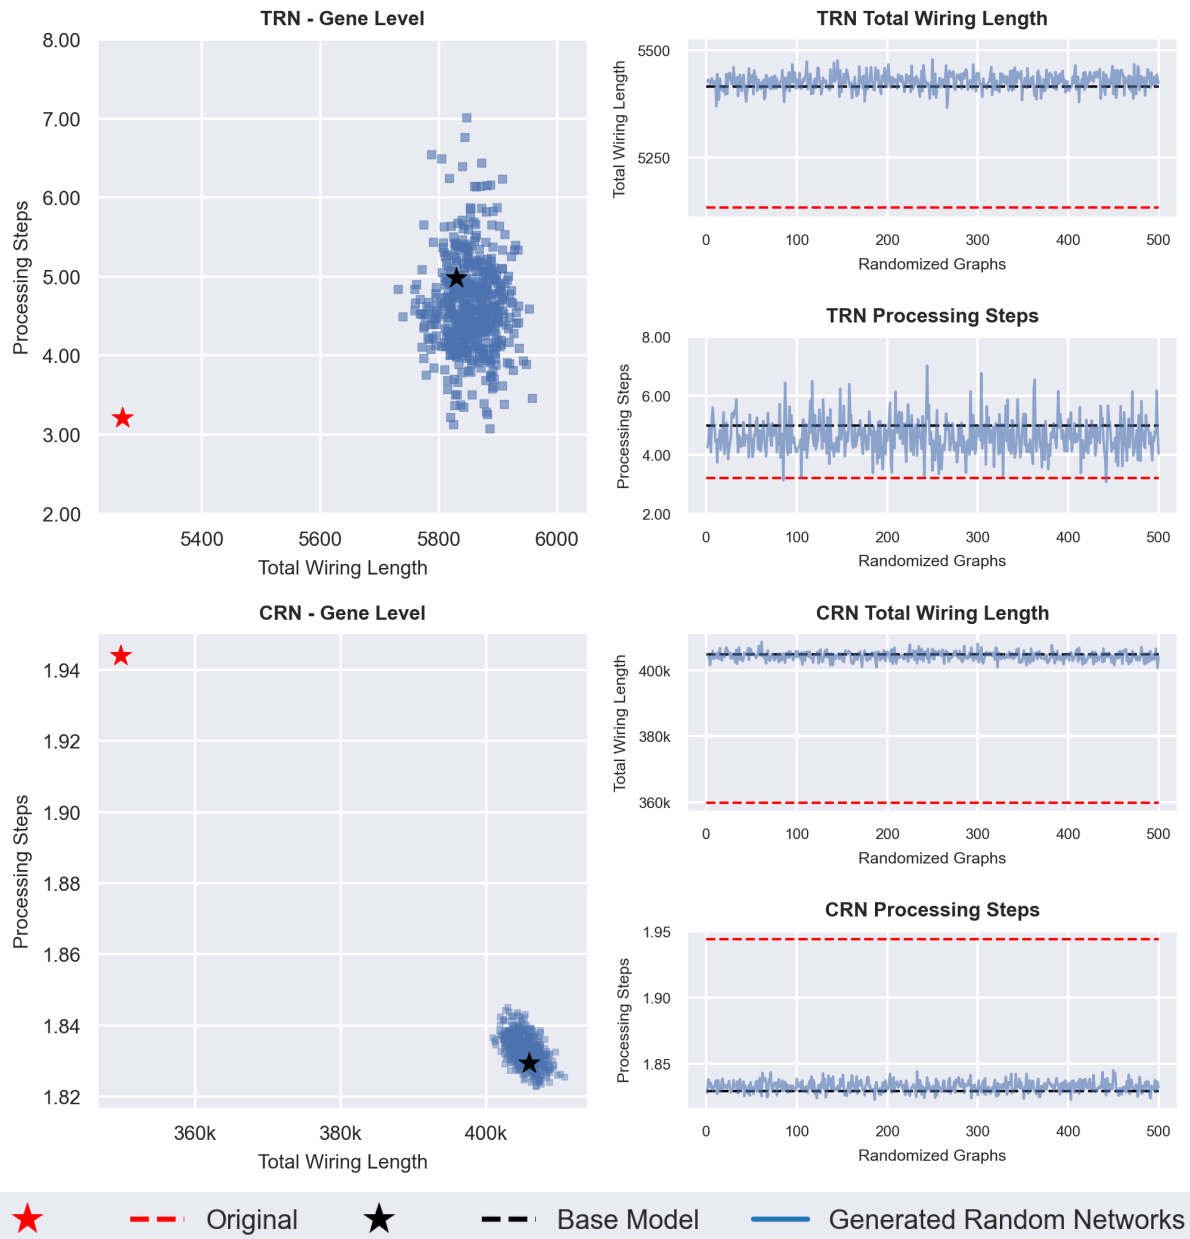 TRN - Gene Level
8.00
7.00
6.00
5.00
4.00
3.00
2.00
Processing Steps
5400 5600 5800 6000
Total Wiring Length
TRN Total Wiring Length
5500
5250
Total Wiring Length
0 100 200 300 400 500
Randomized Graphs
TRN Processing Steps
8.00
6.00
4.00
2.00
Processing Steps
0 100 200 300 400 500
Randomized Graphs
CRN - Gene Level
1.94
1.92
1.90
1.88
1.86
1.84
1.82
Processing Steps
360k 380k 400k
Total Wiring Length
CRN Total Wiring Length
400k
380k
360k
Total Wiring Length
0 100 200 300 400 500
Randomized Graphs
CRN Processing Steps
1.95
1.90
1.85
Processing Steps
0 100 200 300 400 500
Randomized Graphs
Original Base Model Generated Random Networks